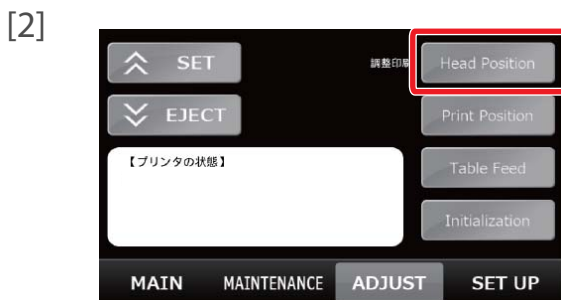 [2]
SET
調整印刷
Head Position
EJECT
Print Position
【プリンタの状態】
Table Feed
Initialization
MAIN MAINTENANCE ADJUST SET UP